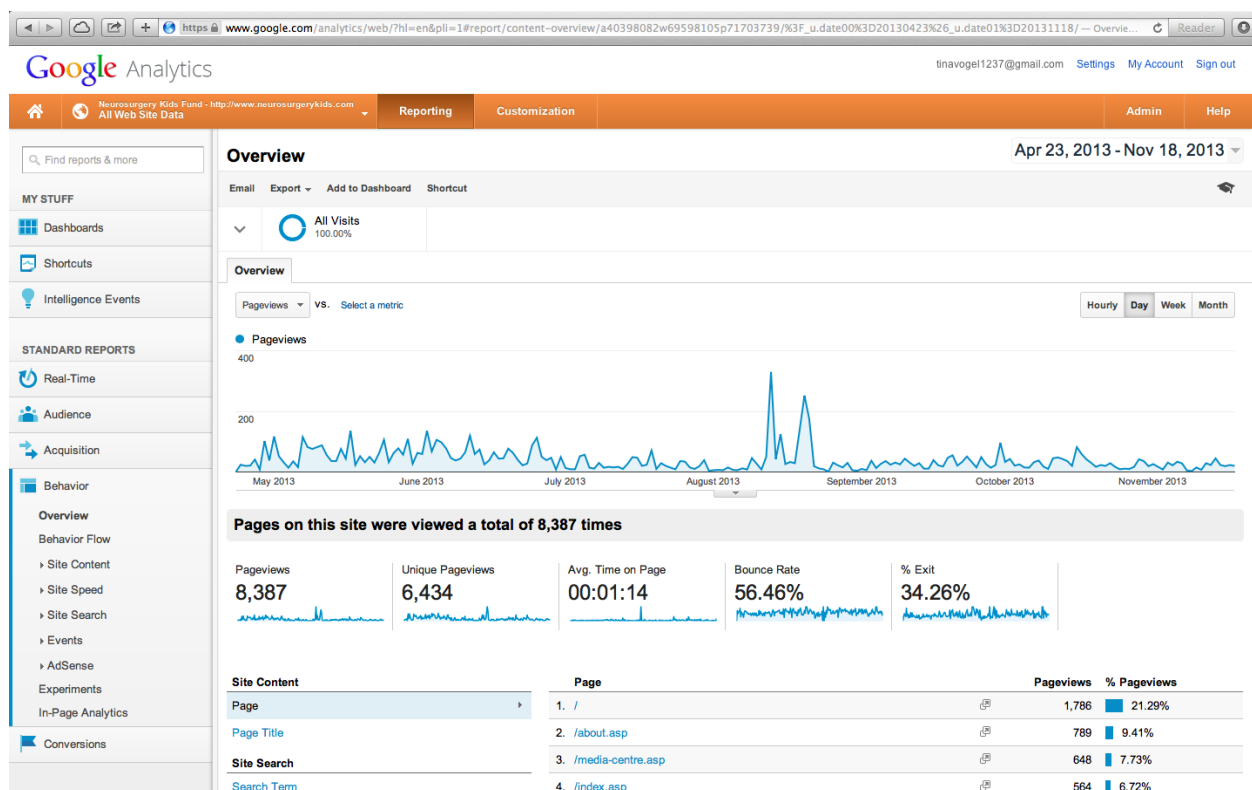 https www.google.com/analytics/web/?hl=en&pli=1#report/content-overview/a40398082w69598105p71703739/%3F_u.date00%3D20130423%26_u.date01%3D20131118/ — Overvie... Reader
Google Analytics
tinavogel1237@gmail.com Settings My Account Sign out
Neurosurgery Kids Fund - http://www.neurosurgerykids.com
All Web Site Data
Reporting Customization Admin Help
Find reports & more
Overview
Apr 23, 2013 - Nov 18, 2013
Email Export Add to Dashboard Shortcut
MY STUFF
Dashboards
All Visits
100.00%
Shortcuts
Overview
Intelligence Events
Pageviews VS. Select a metric
Hourly Day Week Month
Pageviews
STANDARD REPORTS
400
Real-Time
Audience
200
Acquisition
May 2013 June 2013 July 2013 August 2013 September 2013 October 2013 November 2013
Behavior
Overview
Behavior Flow
Site Content
Site Speed
Site Search
Events
AdSense
Experiments
In-Page Analytics
Conversions
Pages on this site were viewed a total of 8,387 times
Pageviews Unique Pageviews Avg. Time on Page Bounce Rate % Exit
8,387 6,434 00:01:14 56.46% 34.26%
Site Content
Page
Page Title
Site Search
Search Term
Page Pageviews % Pageviews
1. / 1,786 21.29%
2. /about.asp 789 9.41%
3. /media-centre.asp 648 7.73%
4. /index.asp 564 6.72%